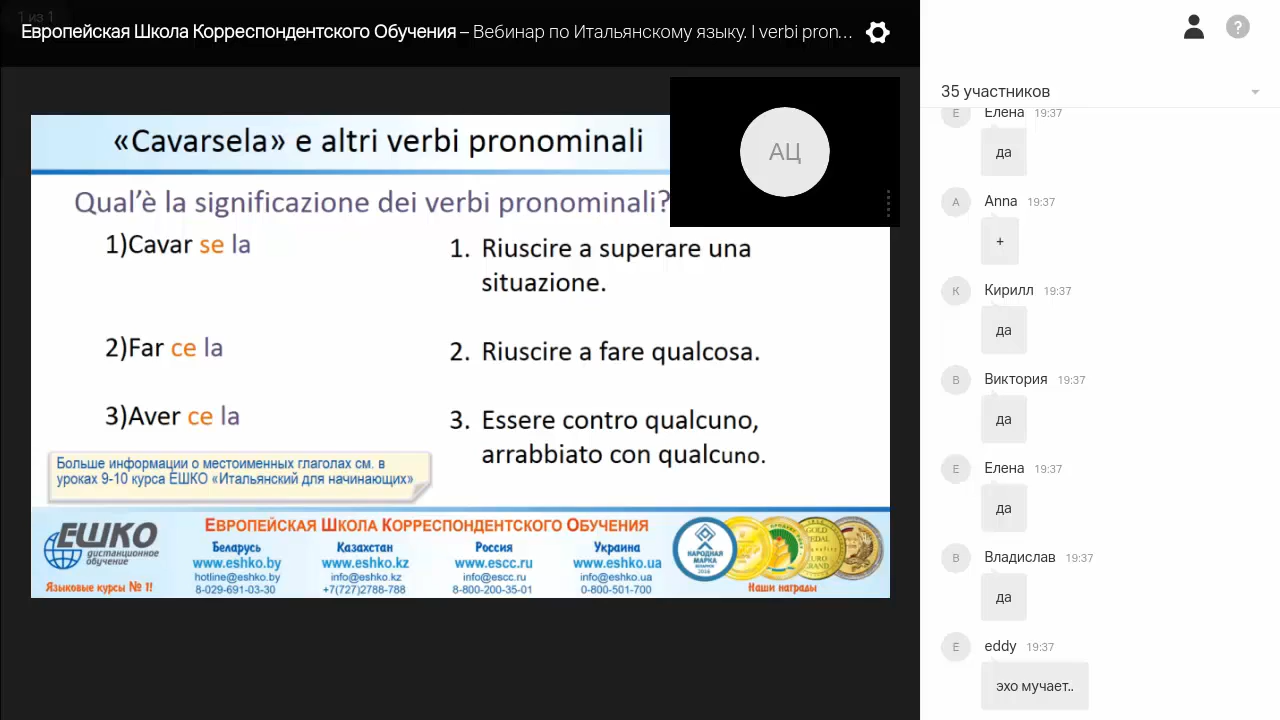 1 из 1
Европейская Школа Корреспондентского Обучения – Вебинар по Итальянскому языку. I verbi pron...
«Cavarsela» e altri verbi pronominali
Qual’è la significazione dei verbi pronominali?
1)Cavar se la
1. Riuscire a superare una
situazione.
2)Far ce la
2. Riuscire a fare qualcosa.
3)Aver ce la
3. Essere contro qualcuno,
arrabbiato con qualcuno.
Больше информации о местоименных глаголах см. в
уроках 9-10 курса ЕШКО «Итальянский для начинающих»
ЕШКО
дистанционное
обучение
Языковые курсы № 1!
Европейская Школа Корреспондентского Обучения
Беларусь
www.eshko.by
hotline@eshko.by
8-029-691-03-30
Казахстан
www.eshko.kz
info@eshko.kz
+7(727)2788-788
Россия
www.escc.ru
info@escc.ru
8-800-200-35-01
Украина
www.eshko.ua
info@eshko.ua
0-800-501-700
НАРОДНАЯ
МАРКА
GOLD
Наши награды
АЦ
?
35 участников
Е
Елена 19:37
да
A
Anna 19:37
+
К
Кирилл 19:37
да
В
Виктория 19:37
да
Е
Елена 19:37
да
В
Владислав 19:37
да
E
eddy 19:37
эхо мучает..